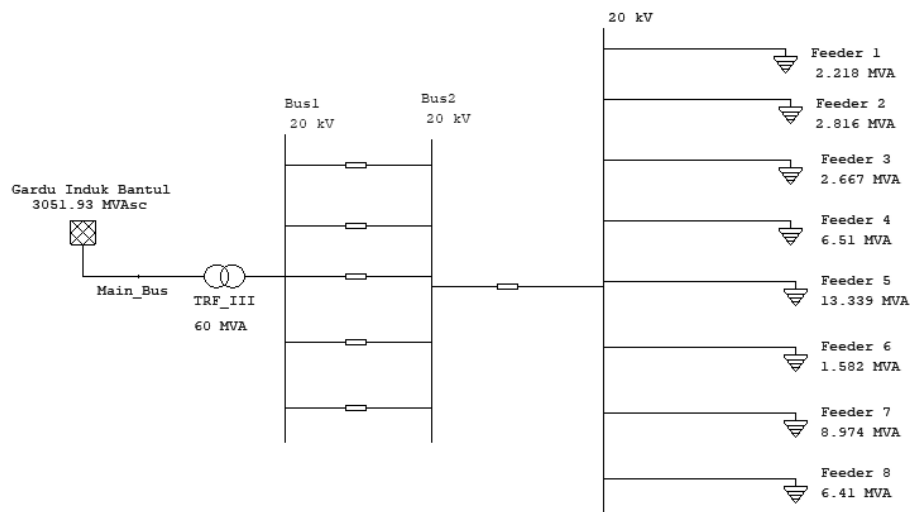 Gardu Induk Bantul
3051.93 MVAsc
Main_Bus
TRF_III
60 MVA
Bus1
20 kV
Bus2
20 kV
20 kV
Feeder 1
2.218 MVA
Feeder 2
2.816 MVA
Feeder 3
2.667 MVA
Feeder 4
6.51 MVA
Feeder 5
13.339 MVA
Feeder 6
1.582 MVA
Feeder 7
8.974 MVA
Feeder 8
6.41 MVA